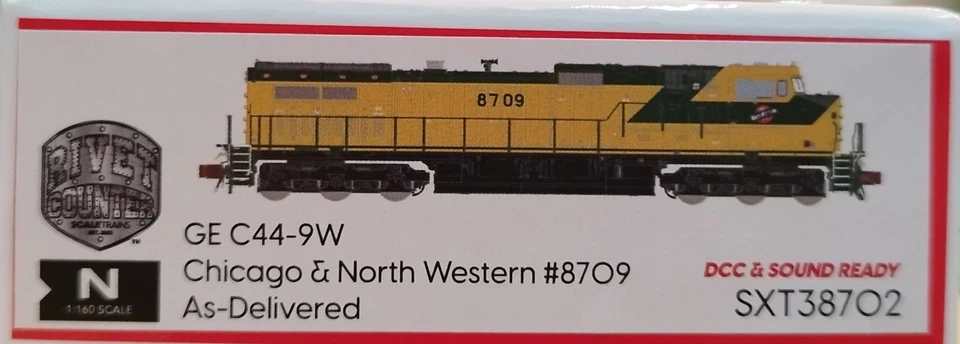 8709
RIVET
COUNTER
SCALETRAINS
TM
N
1:160 SCALE
GE C44-9W
Chicago & North Western #8709
As-Delivered
DCC & SOUND READY
SXT38702